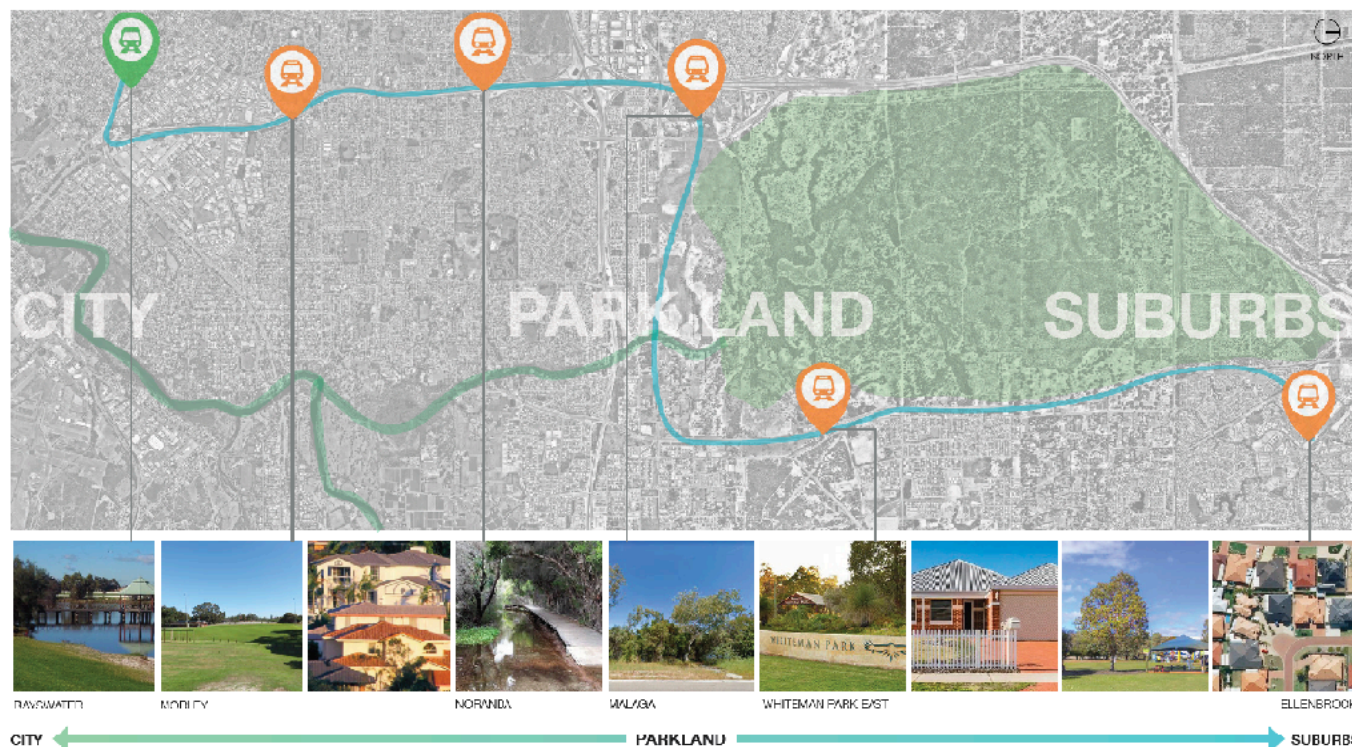 NORTH
CITY PARKLAND SUBURBS
WHITEMAN PARK
BAYSWATER MORLEY NORANDA MALAGA WHITEMAN PARK EAST ELLENBROOK
CITY PARKLAND SUBURBS